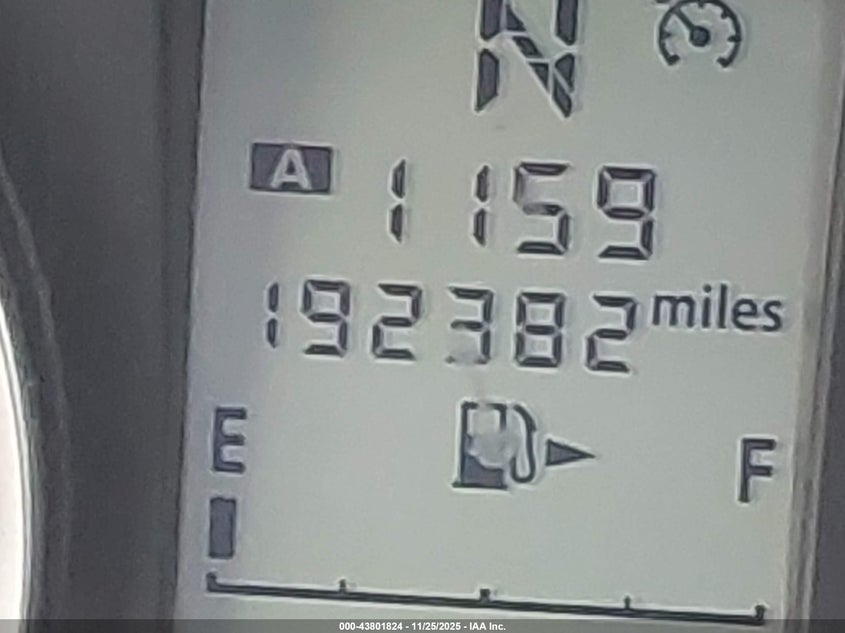 N
A 1159
192382 miles
E F
000-43801824 - 11/25/2025 - IAA Inc.